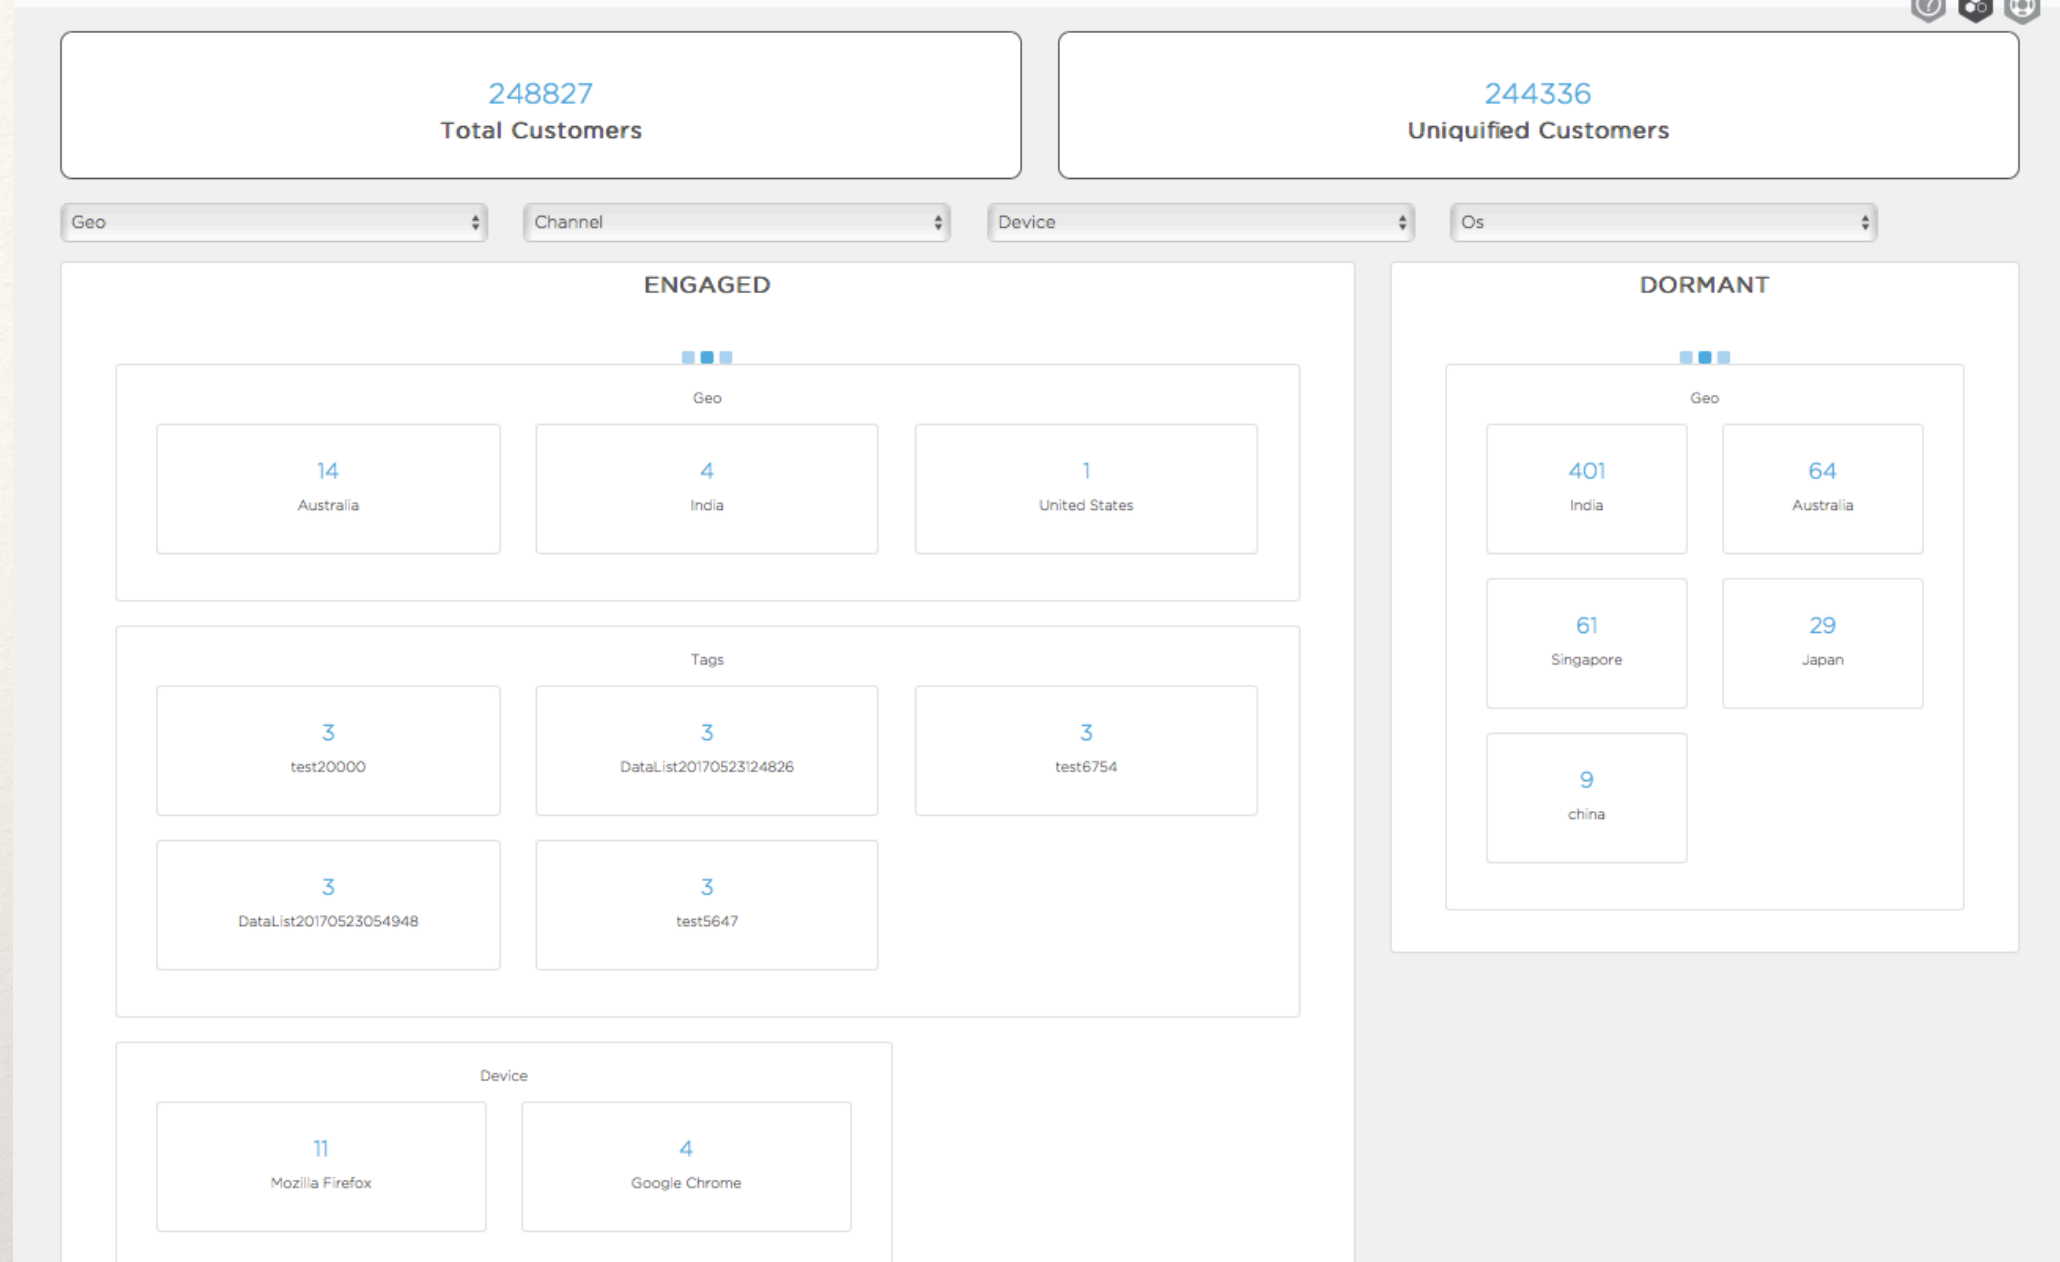 248827
Total Customers
244336
Uniquified Customers
Geo
Channel
Device
Os
ENGAGED
Geo
14
Australia
4
India
1
United States
Tags
3
test20000
3
DataList20170523124826
3
test6754
3
DataList20170523054948
3
test5647
Device
11
Mozilla Firefox
4
Google Chrome
DORMANT
Geo
401
India
64
Australia
61
Singapore
29
Japan
9
china